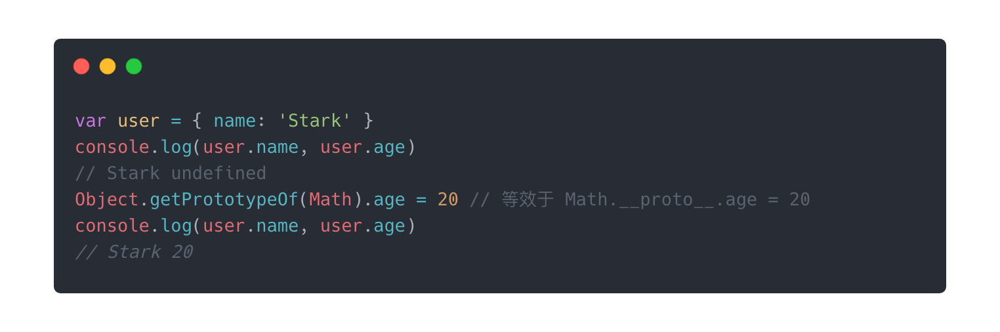 var user = { name: 'Stark' }
console.log(user.name, user.age)
// Stark undefined
Object.getPrototypeOf(Math).age = 20 // 等效于 Math.__proto__.age = 20
console.log(user.name, user.age)
// Stark 20